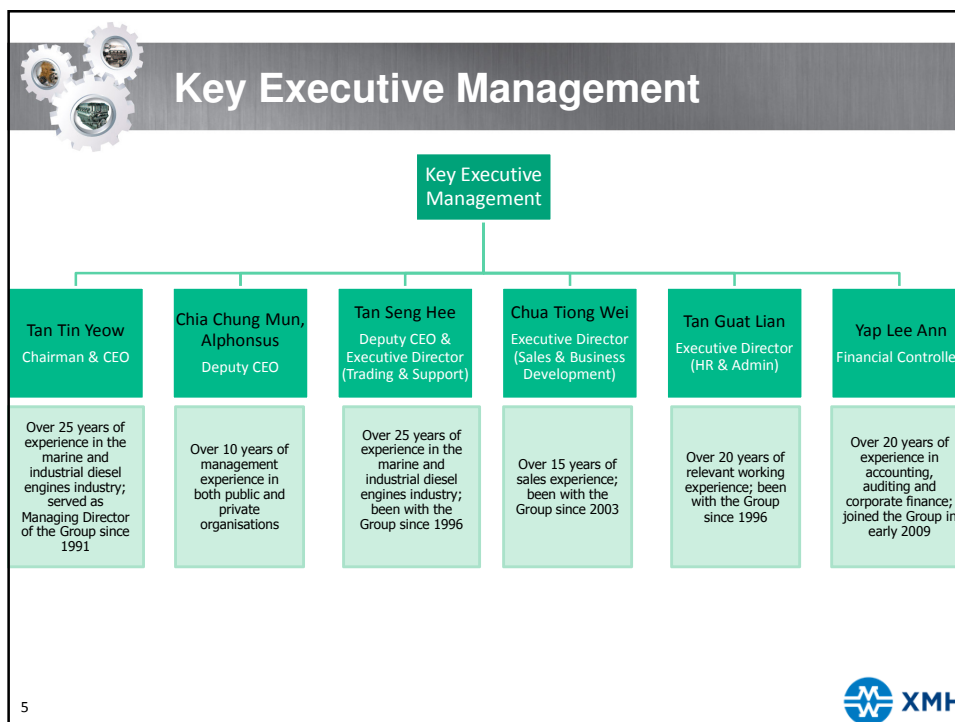 Key Executive Management
Key Executive
Management
Tan Tin Yeow
Chairman & CEO
Over 25 years of
experience in the
marine and
industrial diesel
engines industry;
served as
Managing Director
of the Group since
1991
Chia Chung Mun,
Alphonsus
Deputy CEO
Over 10 years of
management
experience in
both public and
private
organisations
Tan Seng Hee
Deputy CEO &
Executive Director
(Trading & Support)
Over 25 years of
experience in the
marine and
industrial diesel
engines industry;
been with the
Group since 1996
Chua Tiong Wei
Executive Director
(Sales & Business
Development)
Over 15 years of
sales experience;
been with the
Group since 2003
Tan Guat Lian
Executive Director
(HR & Admin)
Over 20 years of
relevant working
experience; been
with the Group
since 1996
Yap Lee Ann
Financial Controlle
Over 20 years of
experience in
accounting,
auditing and
corporate finance;
joined the Group in
early 2009
5
XMH